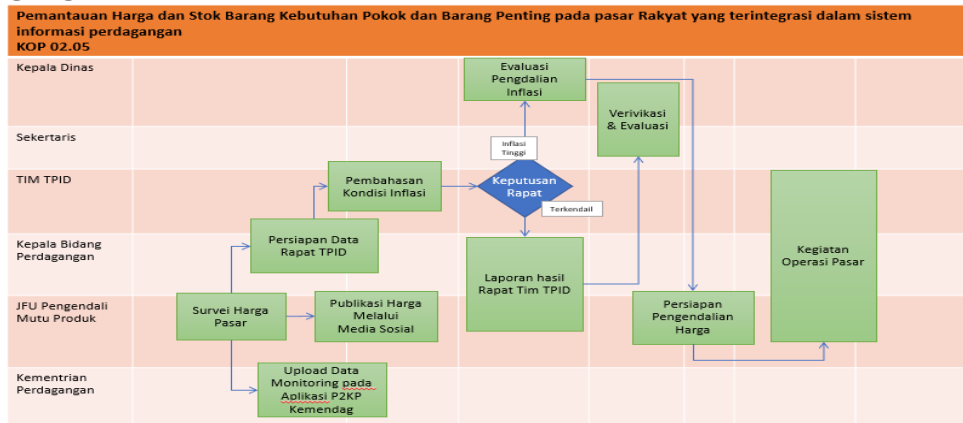 Pemantauan Harga dan Stok Barang Kebutuhan Pokok dan Barang Penting pada pasar Rakyat yang terintegrasi dalam sistem
informasi perdagangan
KOP 02.05
Kepala Dinas
Evaluasi
Pengdalian
Inflasi
Verivikasi
& Evaluasi
Sekertaris
Inflasi
Tinggi
TIM TPID
Pembahasan
Kondisi Inflasi
Keputusan
Rapat
Terkendail
Kepala Bidang
Perdagangan
Persiapan Data
Rapat TPID
Laporan hasil
Rapat Tim TPID
Kegiatan
Operasi Pasar
JFU Pengendali
Mutu Produk
Survei Harga
Pasar
Publikasi Harga
Melalui
Media Sosial
Persiapan
Pengendalian
Harga
Kementrian
Perdagangan
Upload Data
Monitoring pada
Aplikasi P2KP
Kemendag